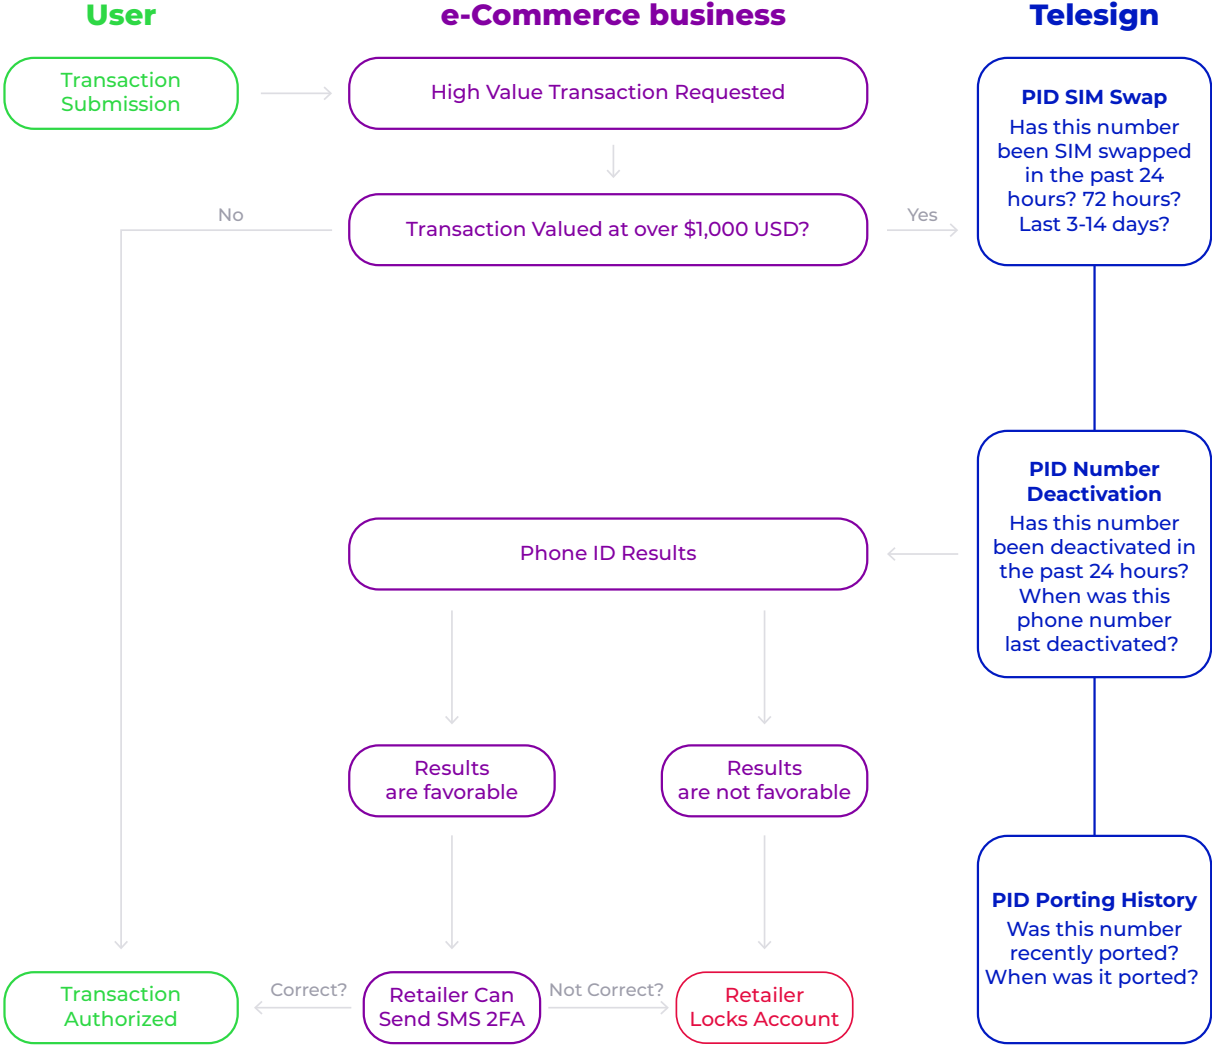 User
e-Commerce business
Telesign
Transaction
Submission
High Value Transaction Requested
PID SIM Swap
Has this number
been SIM swapped
in the past 24
hours? 72 hours?
Last 3-14 days?
No
Transaction Valued at over $1,000 USD?
Yes
PID Number
Deactivation
Has this number
been deactivated in
the past 24 hours?
When was this
phone number
last deactivated?
Phone ID Results
Results
are favorable
Results
are not favorable
PID Porting History
Was this number
recently ported?
When was it ported?
Transaction
Authorized
Correct?
Retailer Can
Send SMS 2FA
Not Correct?
Retailer
Locks Account